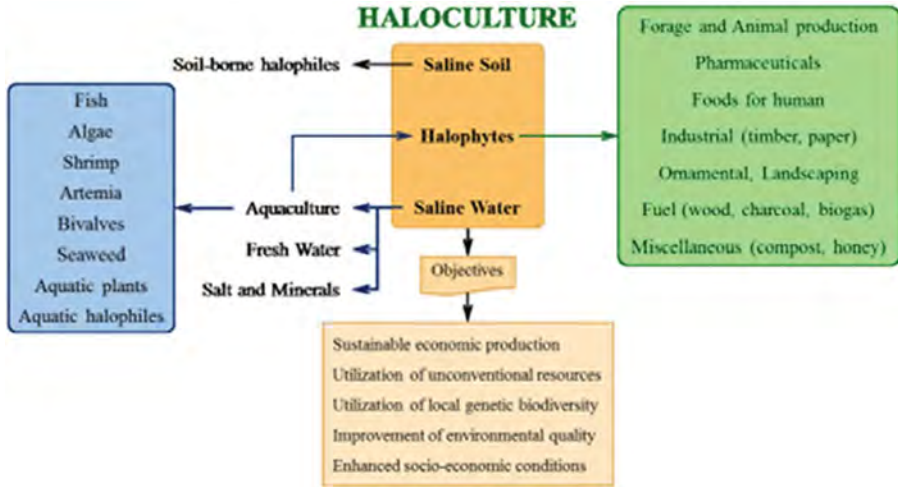 HALOCULTURE
Soil-borne halophiles
Saline Soil
Halophytes
Saline Water
Aquaculture
Fresh Water
Salt and Minerals
Fish
Algae
Shrimp
Artemia
Bivalves
Seaweed
Aquatic plants
Aquatic halophiles
Forage and Animal production
Pharmaceuticals
Foods for human
Industrial (timber, paper)
Ornamental, Landscaping
Fuel (wood, charcoal, biogas)
Miscellaneous (compost, honey)
Objectives
Sustainable economic production
Utilization of unconventional resources
Utilization of local genetic biodiversity
Improvement of environmental quality
Enhanced socio-economic conditions